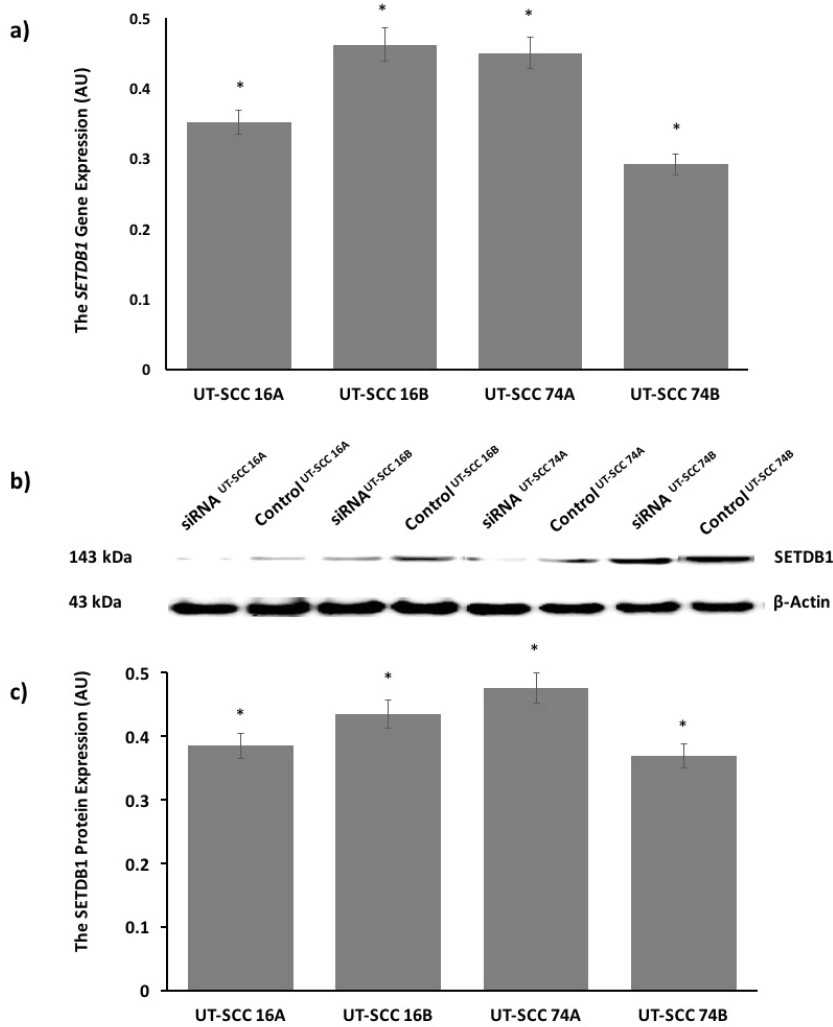 a)
The SETDB1 Gene Expression (AU)
0.5
0.4
0.3
0.2
0.1
0
*
*
*
*
UT-SCC 16A
UT-SCC 16B
UT-SCC 74A
UT-SCC 74B
b)
siRNA UT-SCC 16A
Control UT-SCC 16A
siRNA UT-SCC 16B
Control UT-SCC 16B
siRNA UT-SCC 74A
Control UT-SCC 74A
siRNA UT-SCC 74B
Control UT-SCC 74B
143 kDa
SETDB1
43 kDa
β-Actin
c)
The SETDB1 Protein Expression (AU)
0.5
0.4
0.3
0.2
0.1
0
*
*
*
*
UT-SCC 16A
UT-SCC 16B
UT-SCC 74A
UT-SCC 74B